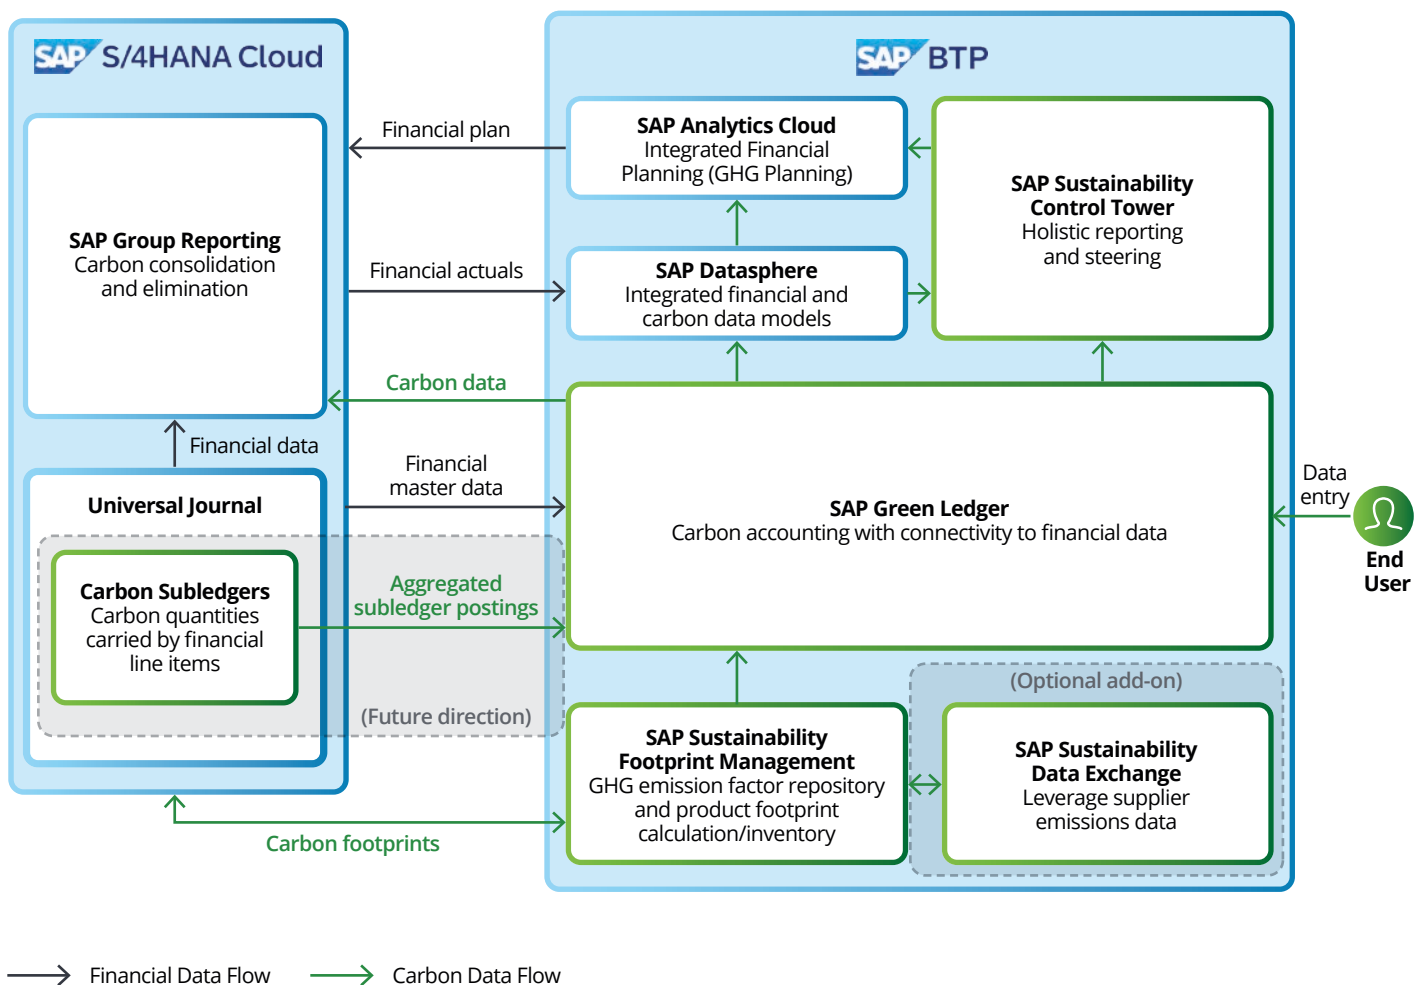 SAP S/4HANA Cloud
SAP BTP
SAP Group Reporting
Carbon consolidation
and elimination
Financial plan
SAP Analytics Cloud
Integrated Financial
Planning (GHG Planning)
SAP Sustainability
Control Tower
Holistic reporting
and steering
Financial actuals
SAP Datasphere
Integrated financial and
carbon data models
Carbon data
Financial data
Financial
master data
Universal Journal
SAP Green Ledger
Carbon accounting with connectivity to financial data
Data
entry
End
User
Carbon Subledgers
Carbon quantities
carried by financial
line items
Aggregated
subledger postings
(Future direction)
(Optional add-on)
SAP Sustainability
Footprint Management
GHG emission factor repository
and product footprint
calculation/inventory
SAP Sustainability
Data Exchange
Leverage supplier
emissions data
Carbon footprints
Financial Data Flow
Carbon Data Flow